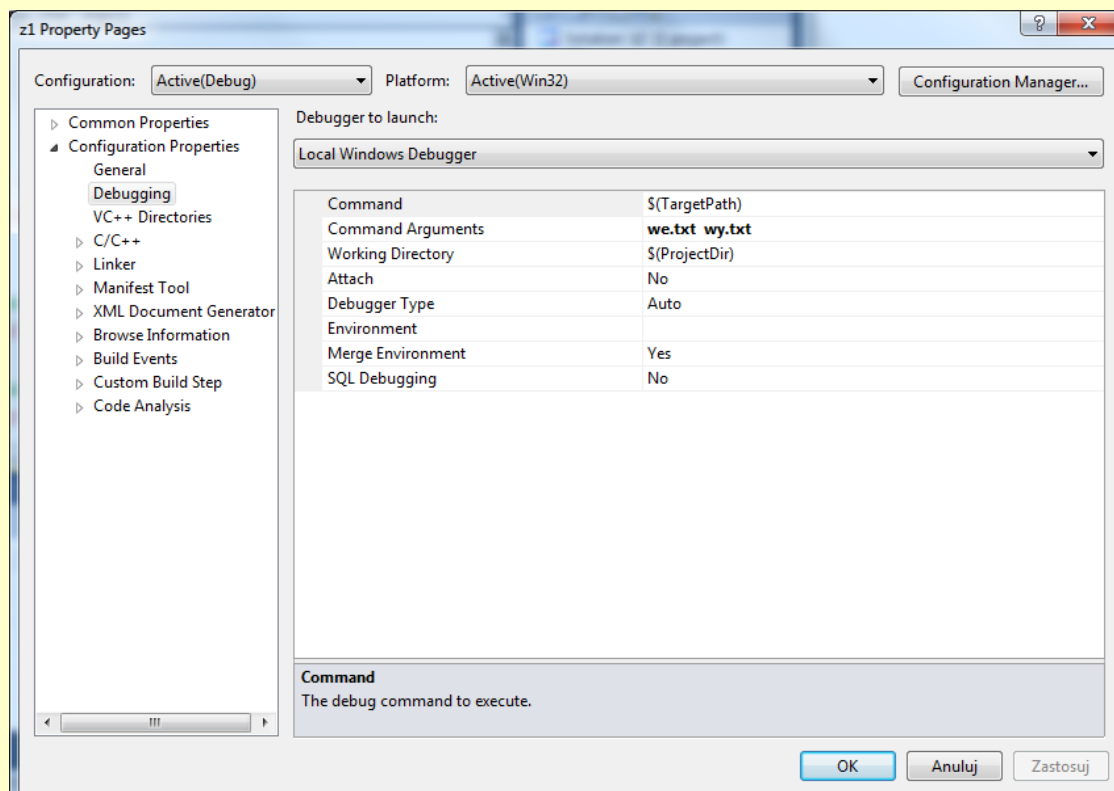 z1 Property Pages
Configuration: Active(Debug) Platform: Active(Win32) Configuration Manager...
Common Properties
Configuration Properties
General
Debugging
VC++ Directories
C/C++
Linker
Manifest Tool
XML Document Generator
Browse Information
Build Events
Custom Build Step
Code Analysis
Debugger to launch:
Local Windows Debugger
Command $(TargetPath)
Command Arguments we.txt wy.txt
Working Directory $(ProjectDir)
Attach No
Debugger Type Auto
Environment
Merge Environment Yes
SQL Debugging No
Command
The debug command to execute.
OK Anuluj Zastosuj